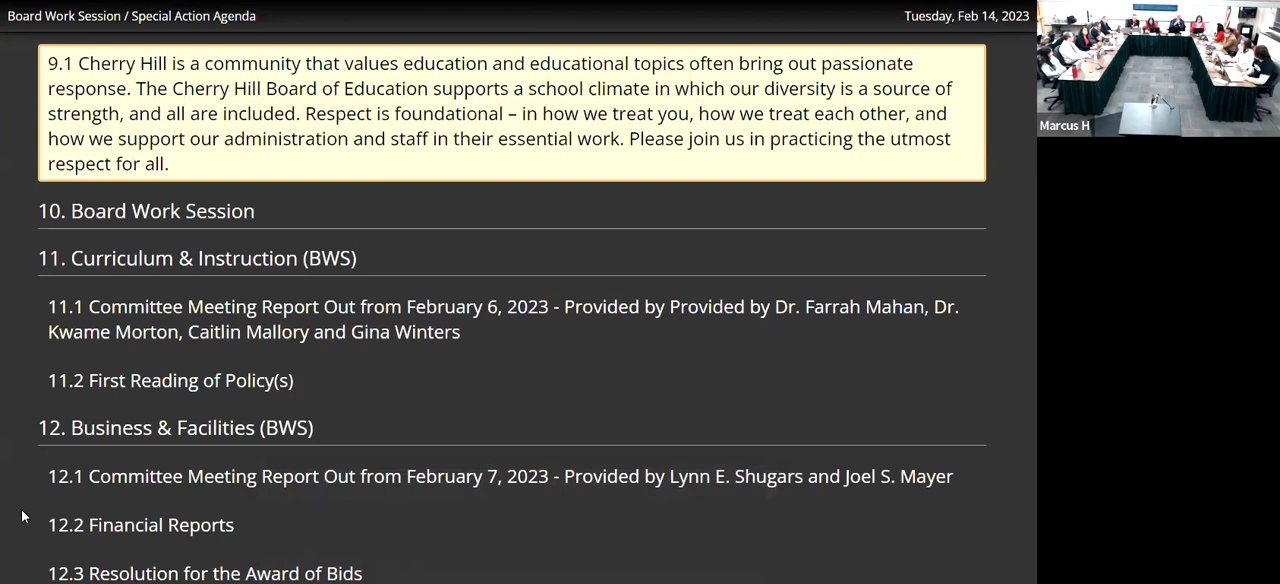 Board Work Session / Special Action Agenda
Tuesday, Feb 14, 2023
9.1 Cherry Hill is a community that values education and educational topics often bring out passionate
response. The Cherry Hill Board of Education supports a school climate in which our diversity is a source of
strength, and all are included. Respect is foundational – in how we treat you, how we treat each other, and
how we support our administration and staff in their essential work. Please join us in practicing the utmost
respect for all.
10. Board Work Session
11. Curriculum & Instruction (BWS)
11.1 Committee Meeting Report Out from February 6, 2023 - Provided by Provided by Dr. Farrah Mahan, Dr.
Kwame Morton, Caitlin Mallory and Gina Winters
11.2 First Reading of Policy(s)
12. Business & Facilities (BWS)
12.1 Committee Meeting Report Out from February 7, 2023 - Provided by Lynn E. Shugars and Joel S. Mayer
12.2 Financial Reports
12.3 Resolution for the Award of Bids
Marcus H